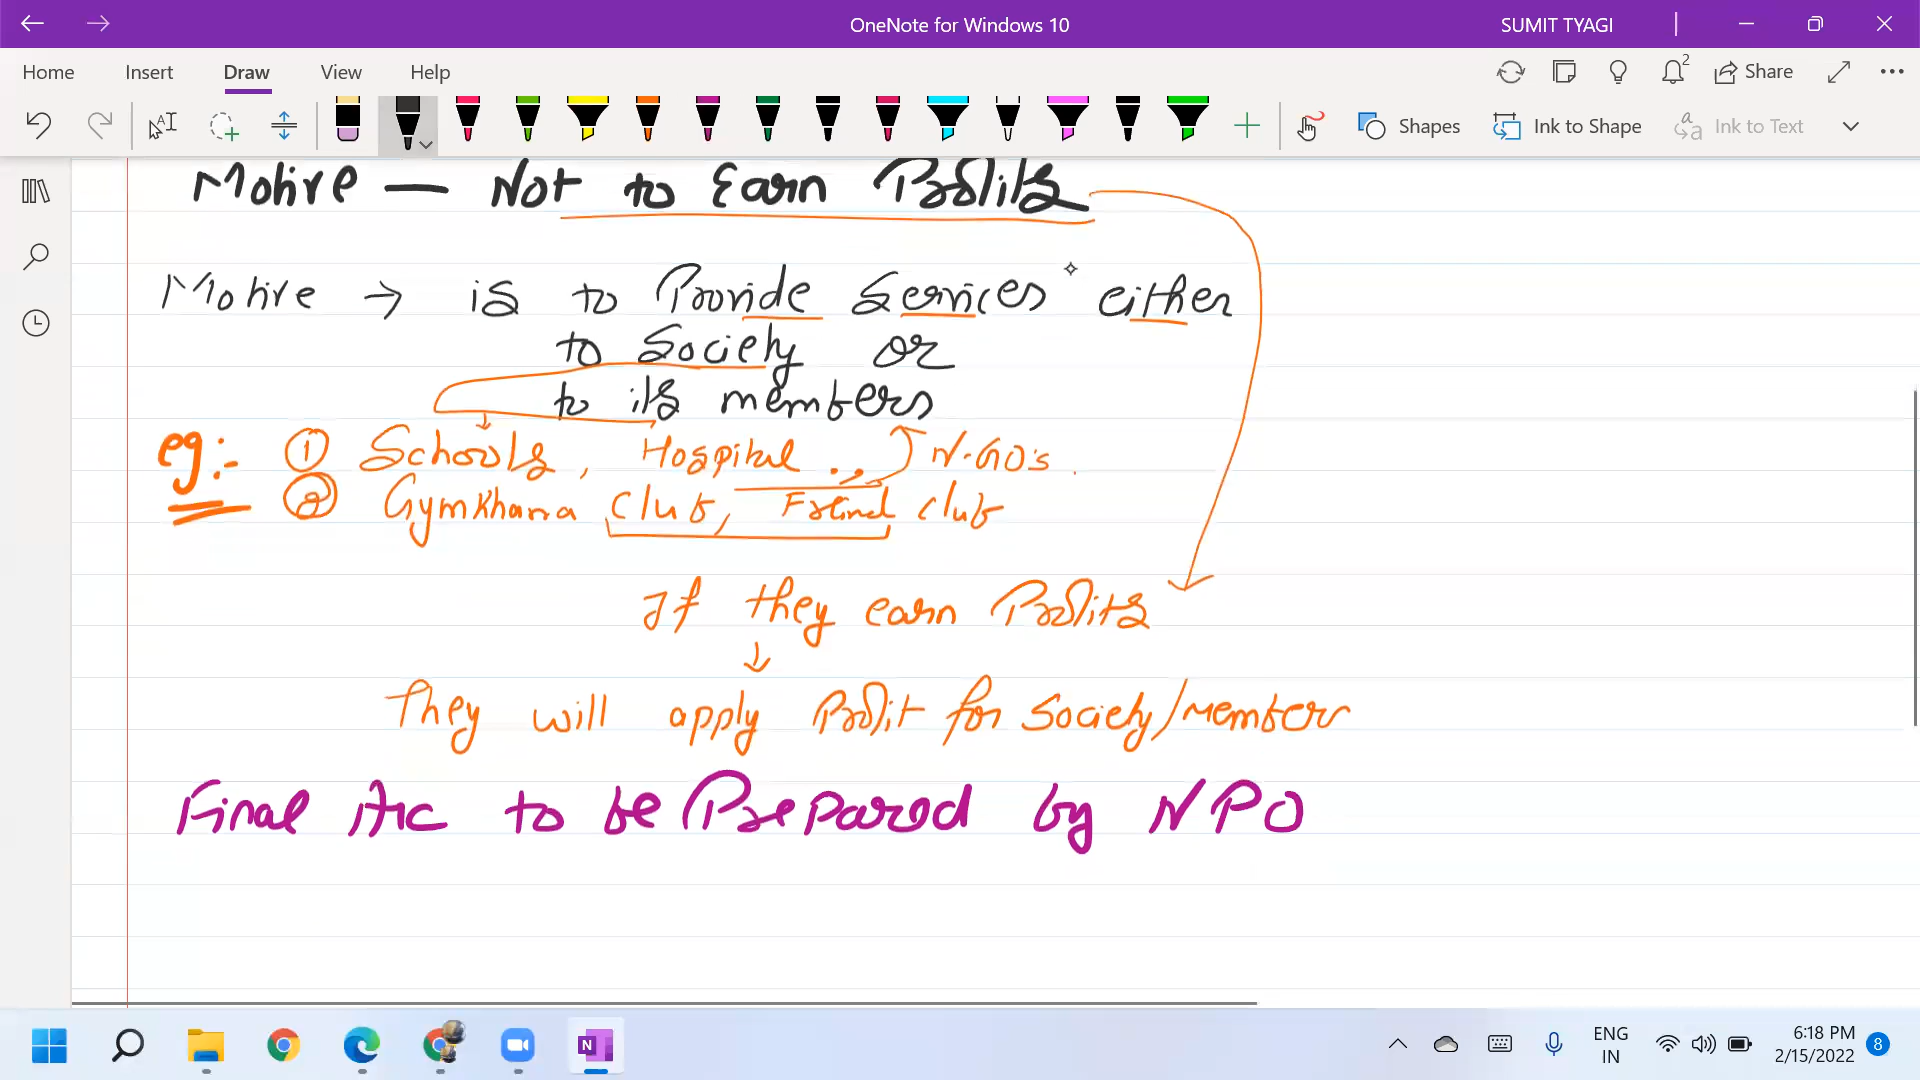 OneNote for Windows 10
SUMIT TYAGI
Home Insert Draw View Help
2
Share
Shapes
Ink to Shape
Ink to Text
Motive — Not to Earn Profits
Motive → is to Provide Services either
to Society or
to its members
eg:- ① Schools, Hospital ... N.GO's.
② Gymkhana Club, Friend club
If they earn Profits
↓
They will apply Profit for Society/Member
Final A/c to be Prepared by NPO
ENG
IN
6:18 PM
2/15/2022
8